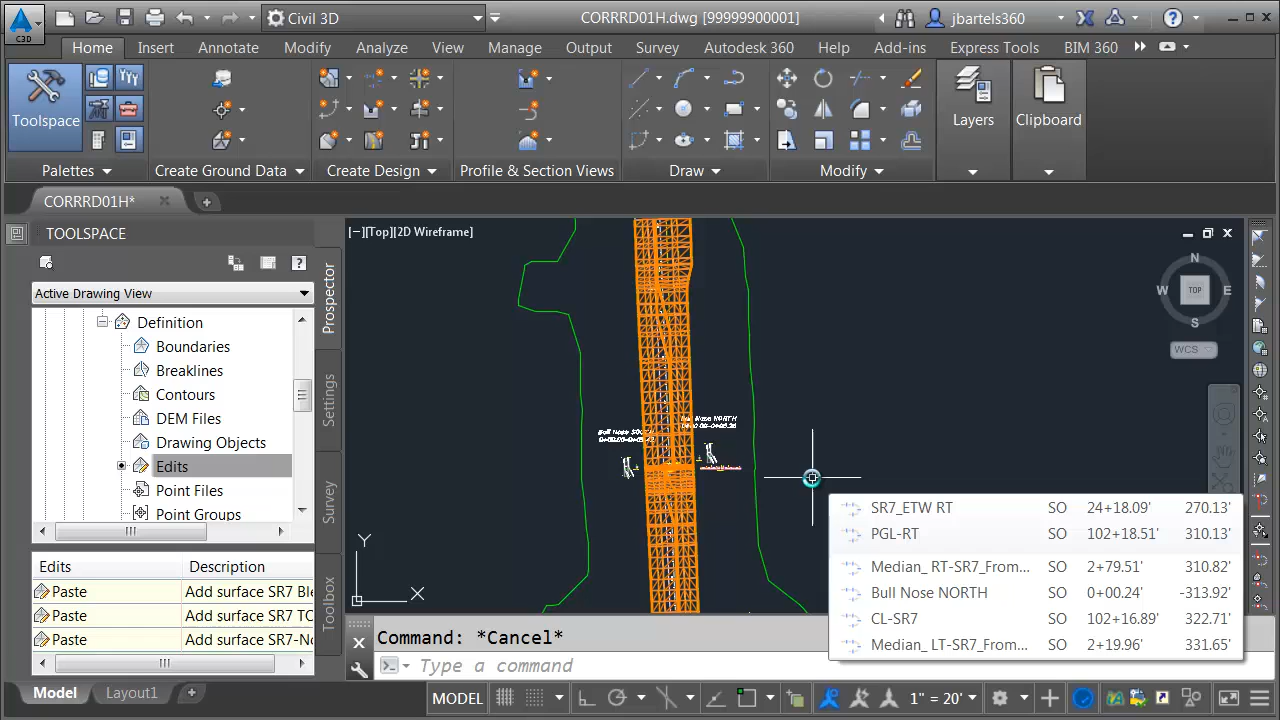 C3D
Civil 3D
CORRRD01H.dwg [99999900001]
jbartels360
Home Insert Annotate Modify Analyze View Manage Output Survey Autodesk 360 Help Add-ins Express Tools BIM 360
Toolspace
Layers
Clipboard
Palettes Create Ground Data Create Design Profile & Section Views Draw Modify
CORRRD01H*
TOOLSPACE
Active Drawing View
Definition
Boundaries
Breaklines
Contours
DEM Files
Drawing Objects
Edits
Point Files
Point Groups
Edits Description
Paste Add surface SR7 Ble
Paste Add surface SR7 TO
Paste Add surface SR7-No
Prospector
Settings
Survey
Toolbox
[−][Top][2D Wireframe]
N
W TOP E
S
WCS
Bull Nose NORTH
Y
X
SR7_ETW RT SO 24+18.09' 270.13'
PGL-RT SO 102+18.51' 310.13'
Median_ RT-SR7_From... SO 2+79.51' 310.82'
Bull Nose NORTH SO 0+00.24' -313.92'
CL-SR7 SO 102+16.89' 322.71'
Median_ LT-SR7_From... SO 2+19.96' 331.65'
Command: *Cancel*
Type a command
Model Layout1
MODEL
1" = 20'